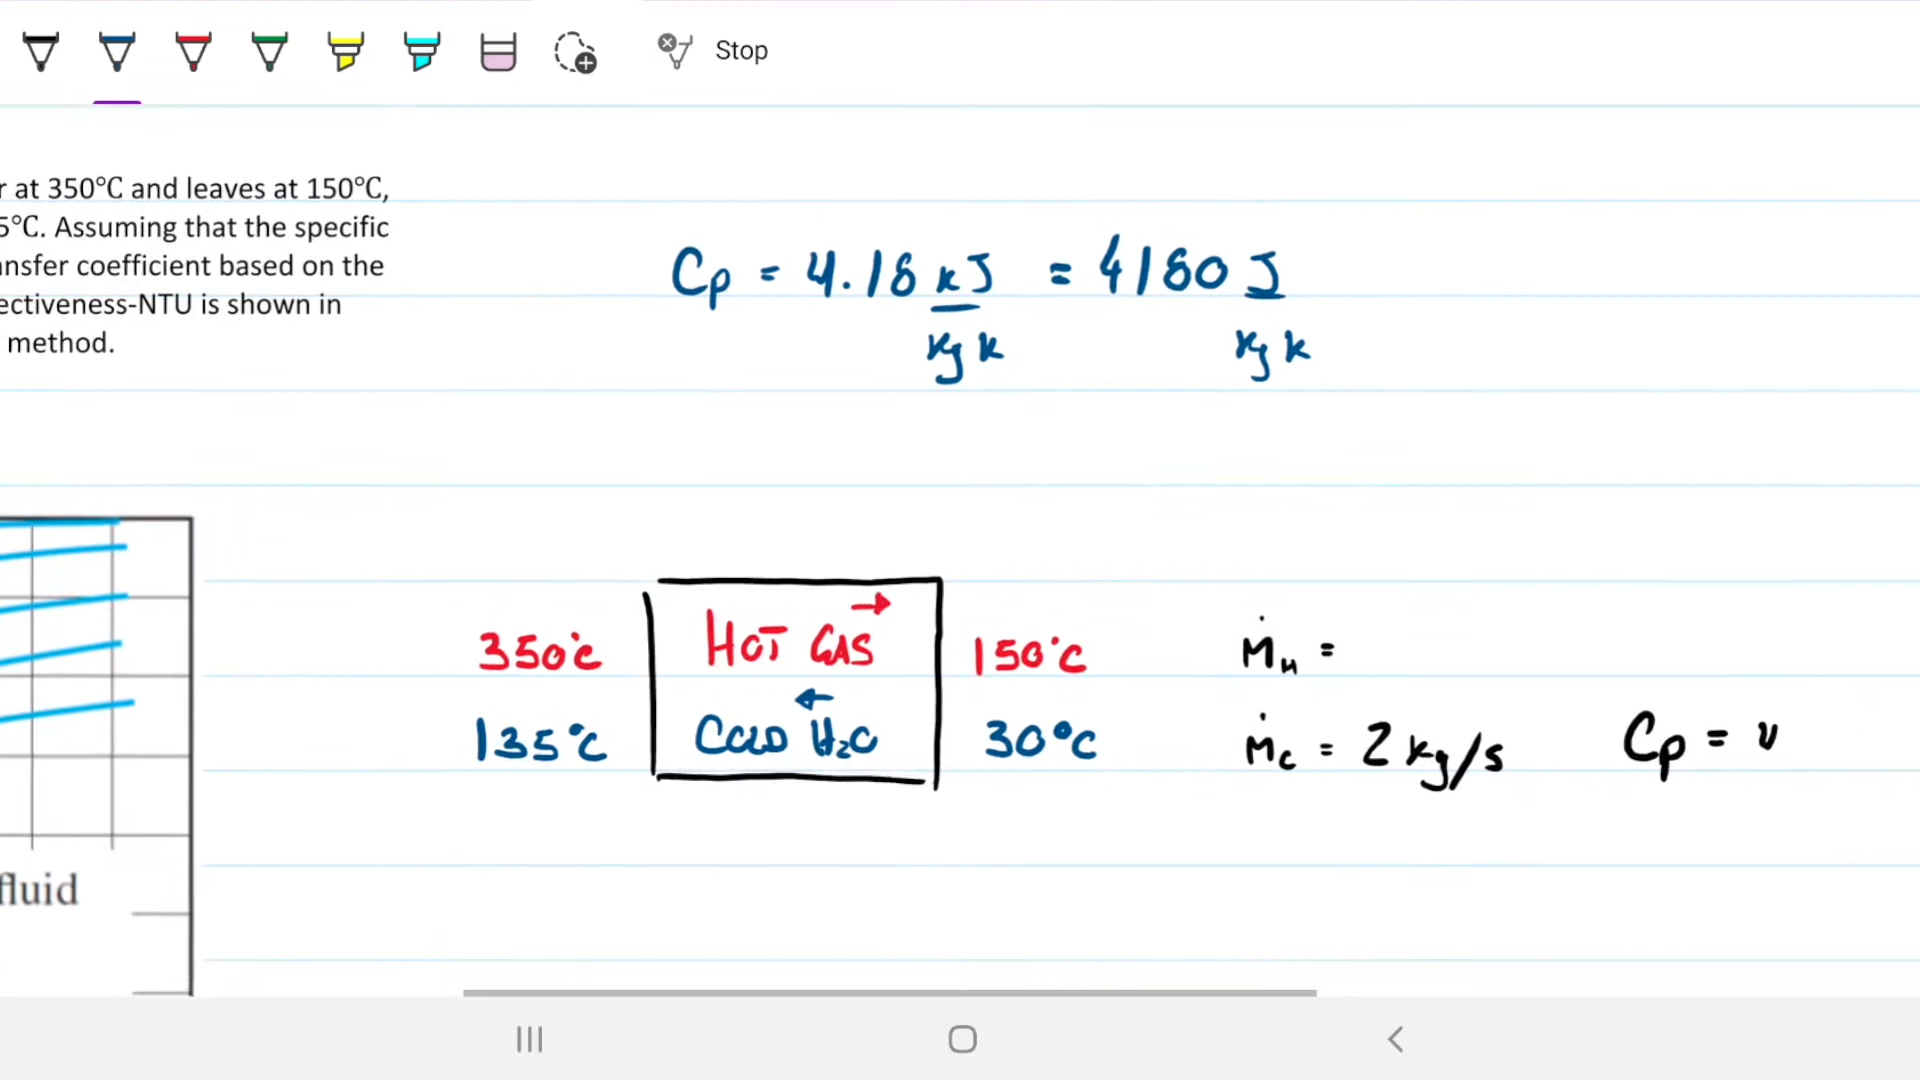 Stop
r at 350°C and leaves at 150°C,
5°C. Assuming that the specific
ansfer coefficient based on the
ectiveness-NTU is shown in
method.
Cp = 4.18 kJ/kg k = 4180 J/kg k
350°C HOT GAS → 150°C ṁH =
135°C COLD H₂O ← 30°C ṁc = 2 kg/s Cp =
fluid